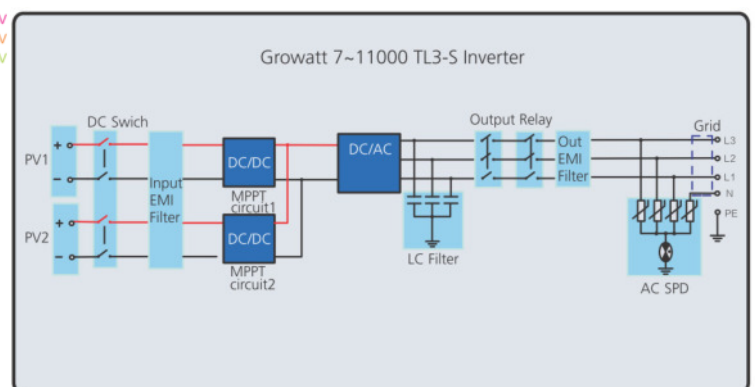 V
V
V
Growatt 7~11000 TL3-S Inverter
DC Swich
Output Relay
Grid
PV1
+
-
Input
EMI
Filter
DC/DC
MPPT
circuit1
DC/AC
Out
EMI
Filter
L3
L2
L1
N
PE
PV2
+
-
DC/DC
MPPT
circuit2
LC Filter
AC SPD